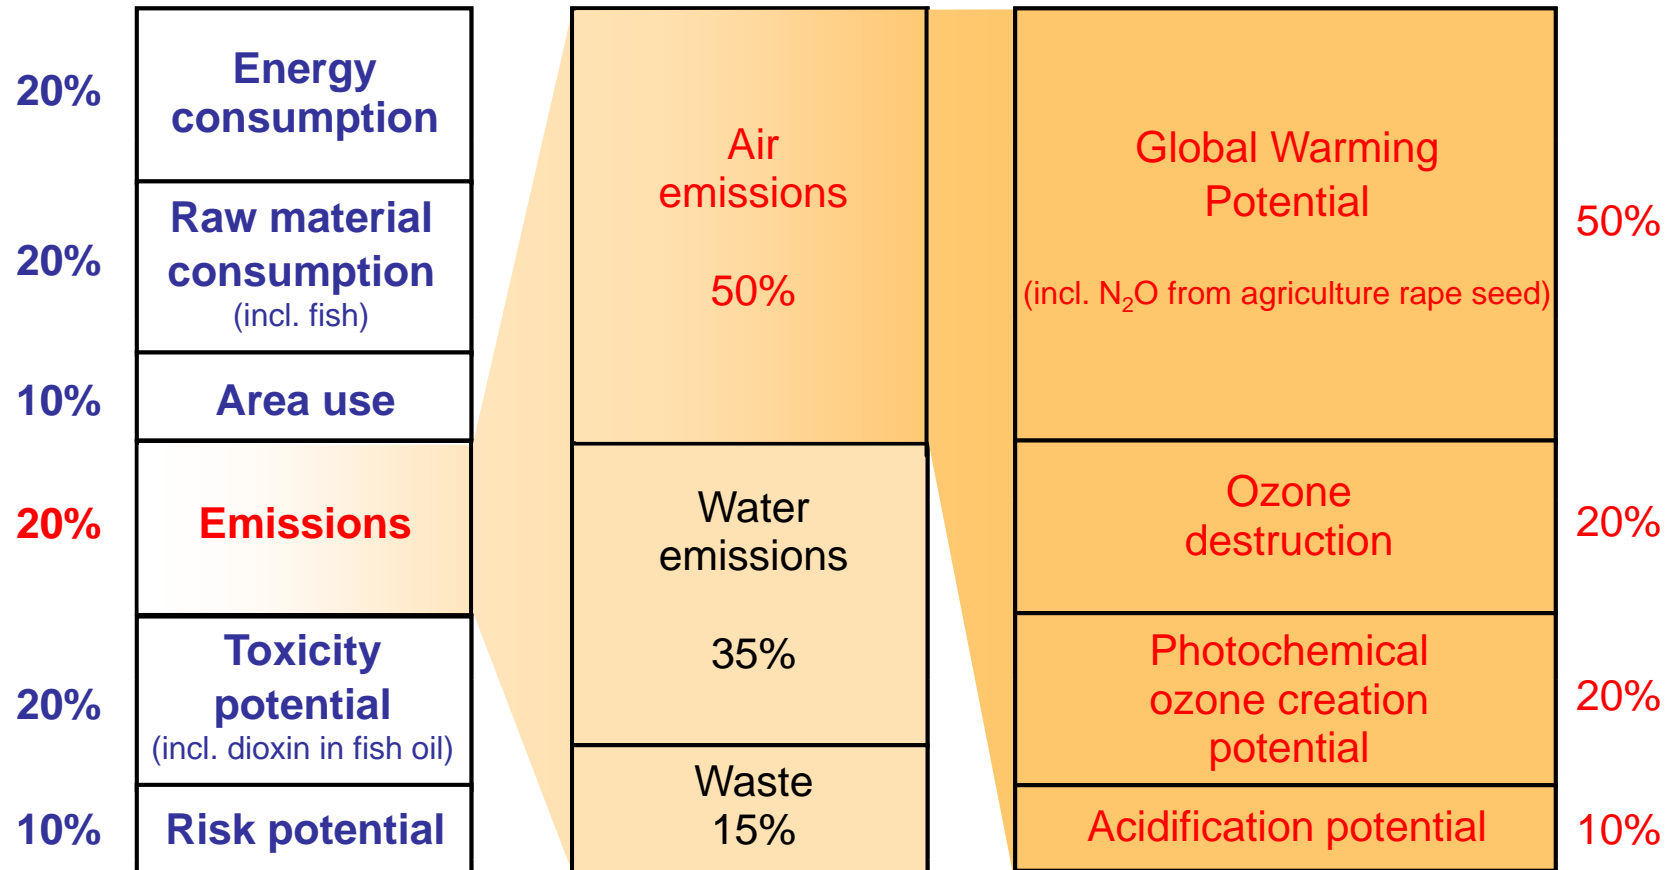 20%
Energy
consumption
20%
Raw material
consumption
(incl. fish)
10%
Area use
20%
Emissions
20%
Toxicity
potential
(incl. dioxin in fish oil)
10%
Risk potential
Air
emissions
50%
Water
emissions
35%
Waste
15%
Global Warming
Potential
(incl. N₂O from agriculture rape seed)
50%
Ozone
destruction
20%
Photochemical
ozone creation
potential
20%
Acidification potential
10%